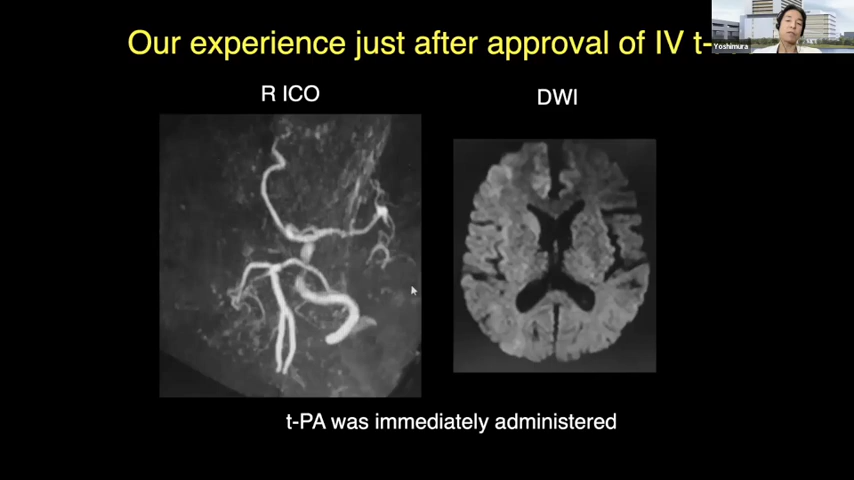 Our experience just after approval of IV t-
Yoshimura
R ICO
DWI
t-PA was immediately administered